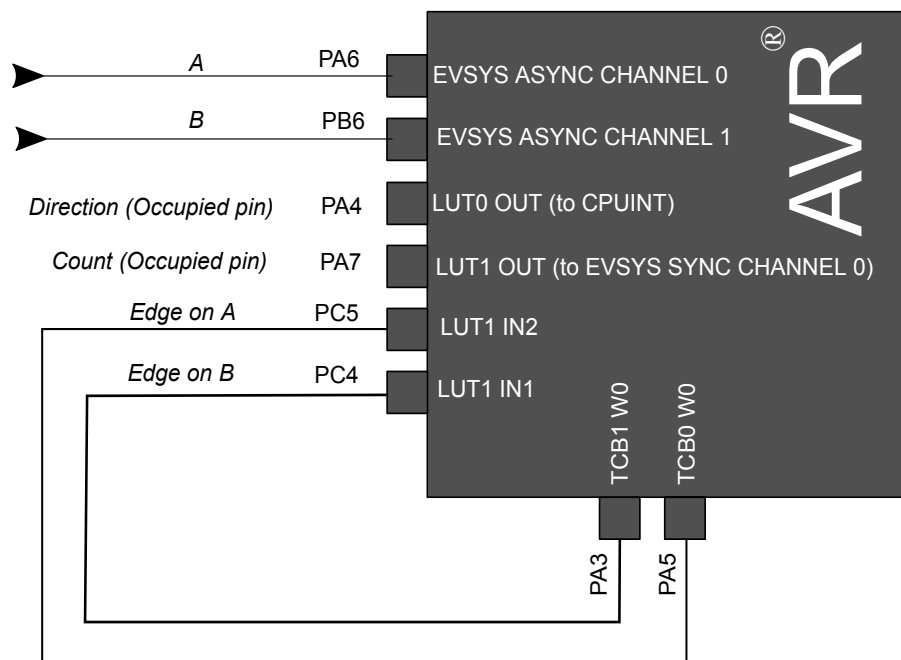 A PA6 EVSYS ASYNC CHANNEL 0
B PB6 EVSYS ASYNC CHANNEL 1
Direction (Occupied pin) PA4 LUT0 OUT (to CPUINT)
Count (Occupied pin) PA7 LUT1 OUT (to EVSYS SYNC CHANNEL 0)
Edge on A PC5 LUT1 IN2
Edge on B PC4 LUT1 IN1
AVR®
TCB1 W0
TCB0 W0
PA3
PA5